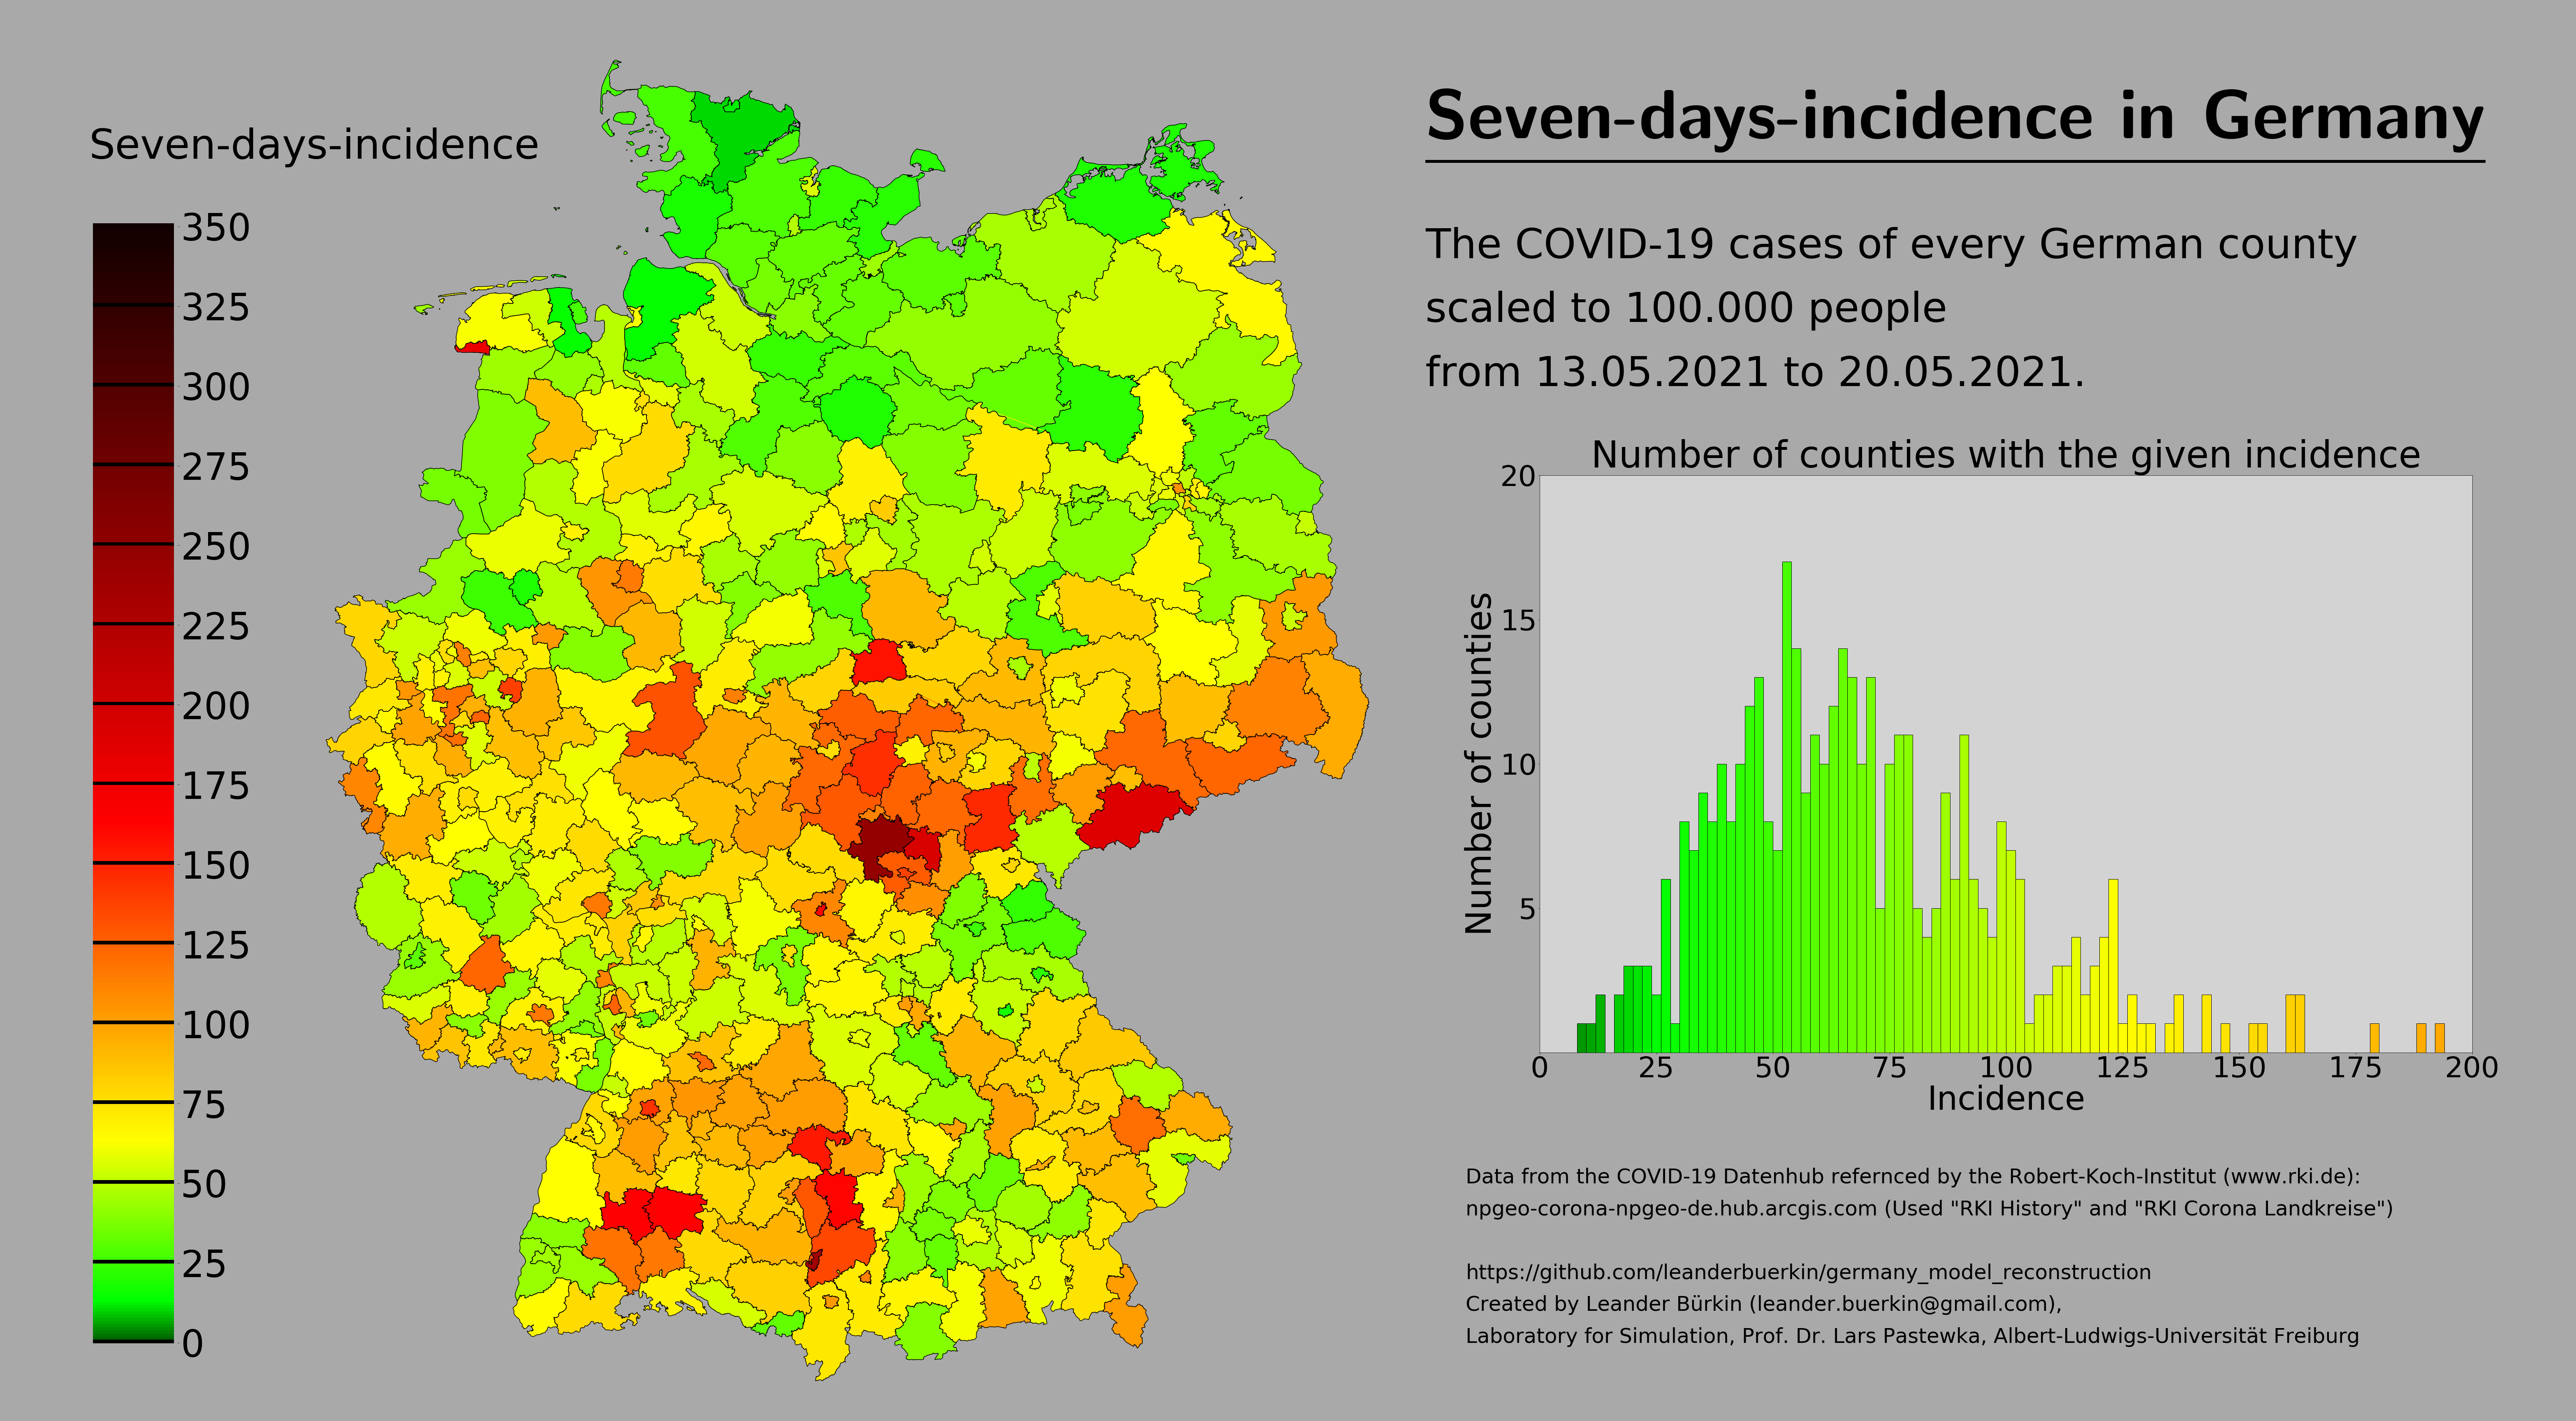 Seven-days-incidence in Germany
Seven-days-incidence
350
325
300
275
250
225
200
175
150
125
100
75
50
25
0
The COVID-19 cases of every German county
scaled to 100.000 people
from 13.05.2021 to 20.05.2021.
Number of counties with the given incidence
Number of counties
20
15
10
5
0 25 50 75 100 125 150 175 200
Incidence
Data from the COVID-19 Datenhub refernced by the Robert-Koch-Institut (www.rki.de):
npgeo-corona-npgeo-de.hub.arcgis.com (Used "RKI History" and "RKI Corona Landkreise")
https://github.com/leanderbuerkin/germany_model_reconstruction
Created by Leander Bürkin (leander.buerkin@gmail.com),
Laboratory for Simulation, Prof. Dr. Lars Pastewka, Albert-Ludwigs-Universität Freiburg